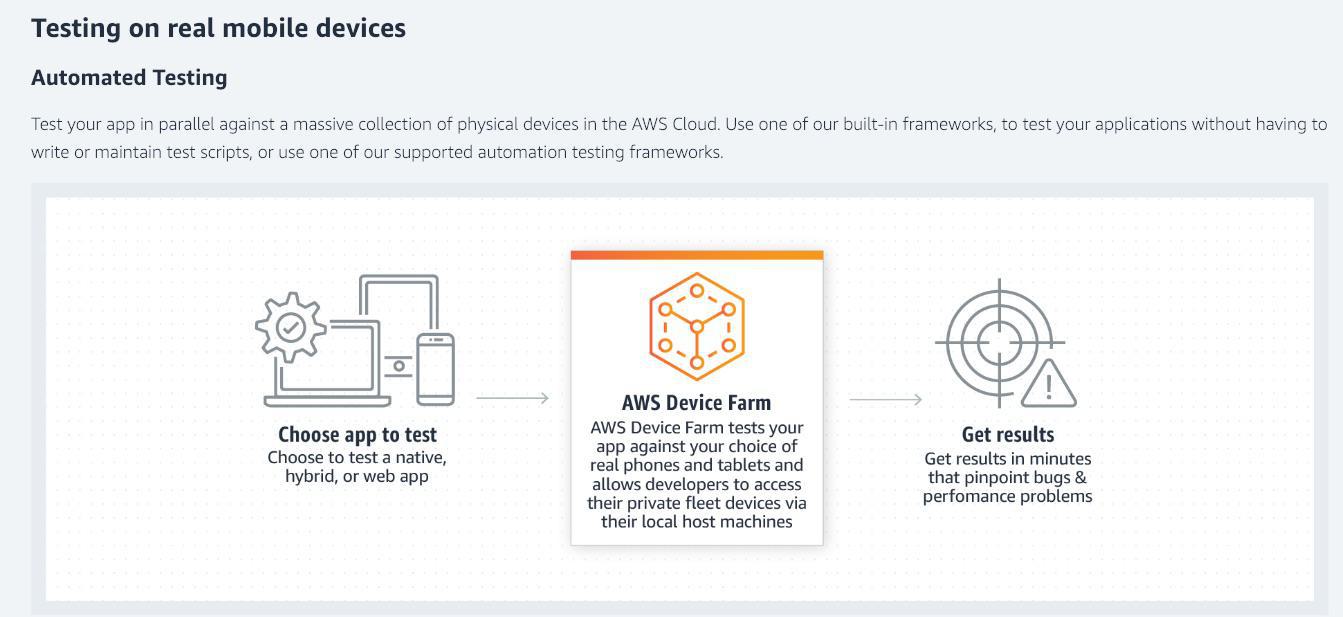 Testing on real mobile devices
Automated Testing
Test your app in parallel against a massive collection of physical devices in the AWS Cloud. Use one of our built-in frameworks, to test your applications without having to
write or maintain test scripts, or use one of our supported automation testing frameworks.
Choose app to test
Choose to test a native,
hybrid, or web app
AWS Device Farm
AWS Device Farm tests your
app against your choice of
real phones and tablets and
allows developers to access
their private fleet devices via
their local host machines
Get results
Get results in minutes
that pinpoint bugs &
perfomance problems